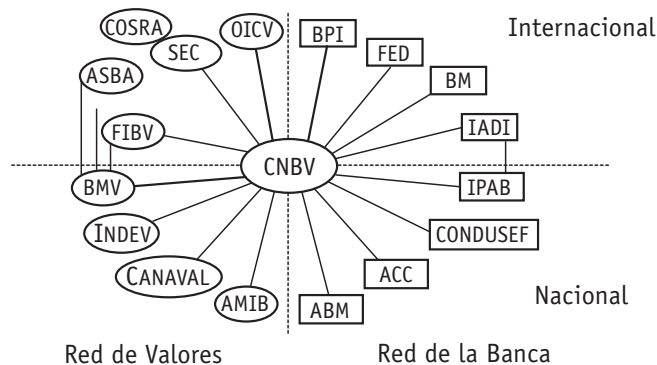 COSRA
OICV
BPI
Internacional
SEC
FED
ASBA
BM
FIBV
IADI
CNBV
BMV
IPAB
INDEV
CONDUSEF
CANAVAL
ACC
AMIB
ABM
Nacional
Red de Valores
Red de la Banca